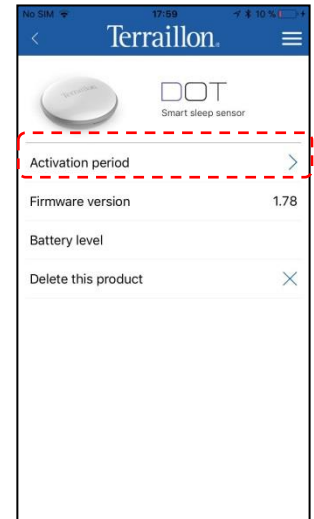 No SIM 17:59 10 %
Terraillon.
Terraillon
DOT
Smart sleep sensor
Activation period
Firmware version 1.78
Battery level
Delete this product